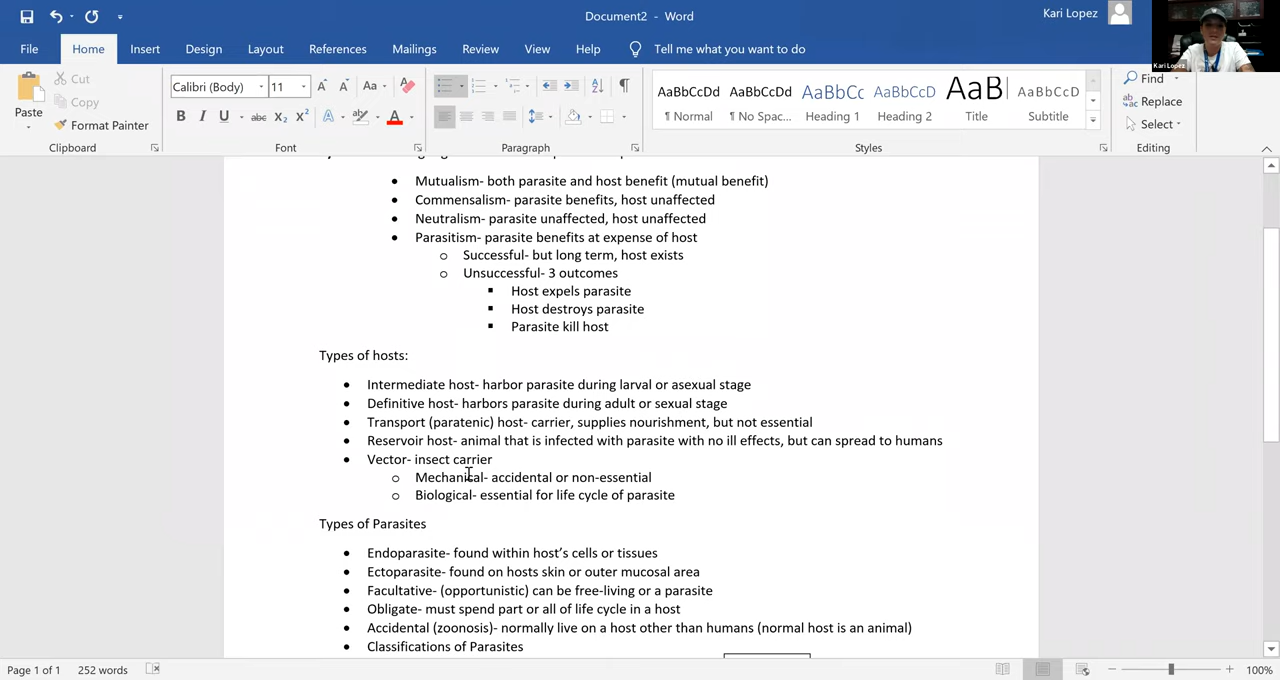 Document2 - Word
Kari Lopez
File Home Insert Design Layout References Mailings Review View Help Tell me what you want to do
Kari Lopez
Paste
Cut
Copy
Format Painter
Clipboard
Calibri (Body) 11
A A Aa
B I U abc X₂ X² A A
Font
Paragraph
AaBbCcDd AaBbCcDd AaBbCc AaBbCcD AaB AaBbCcD
¶ Normal ¶ No Spac... Heading 1 Heading 2 Title Subtitle
Styles
Find
Replace
Select
Editing
• Mutualism- both parasite and host benefit (mutual benefit)
• Commensalism- parasite benefits, host unaffected
• Neutralism- parasite unaffected, host unaffected
• Parasitism- parasite benefits at expense of host
o Successful- but long term, host exists
o Unsuccessful- 3 outcomes
▪ Host expels parasite
▪ Host destroys parasite
▪ Parasite kill host
Types of hosts:
• Intermediate host- harbor parasite during larval or asexual stage
• Definitive host- harbors parasite during adult or sexual stage
• Transport (paratenic) host- carrier, supplies nourishment, but not essential
• Reservoir host- animal that is infected with parasite with no ill effects, but can spread to humans
• Vector- insect carrier
o Mechanical- accidental or non-essential
o Biological- essential for life cycle of parasite
Types of Parasites
• Endoparasite- found within host's cells or tissues
• Ectoparasite- found on hosts skin or outer mucosal area
• Facultative- (opportunistic) can be free-living or a parasite
• Obligate- must spend part or all of life cycle in a host
• Accidental (zoonosis)- normally live on a host other than humans (normal host is an animal)
• Classifications of Parasites
Page 1 of 1 252 words 100%